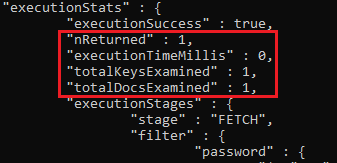 "executionStats" : {
"executionSuccess" : true,
"nReturned" : 1,
"executionTimeMillis" : 0,
"totalKeysExamined" : 1,
"totalDocsExamined" : 1,
"executionStages" : {
"stage" : "FETCH",
"filter" : {
"password" : {